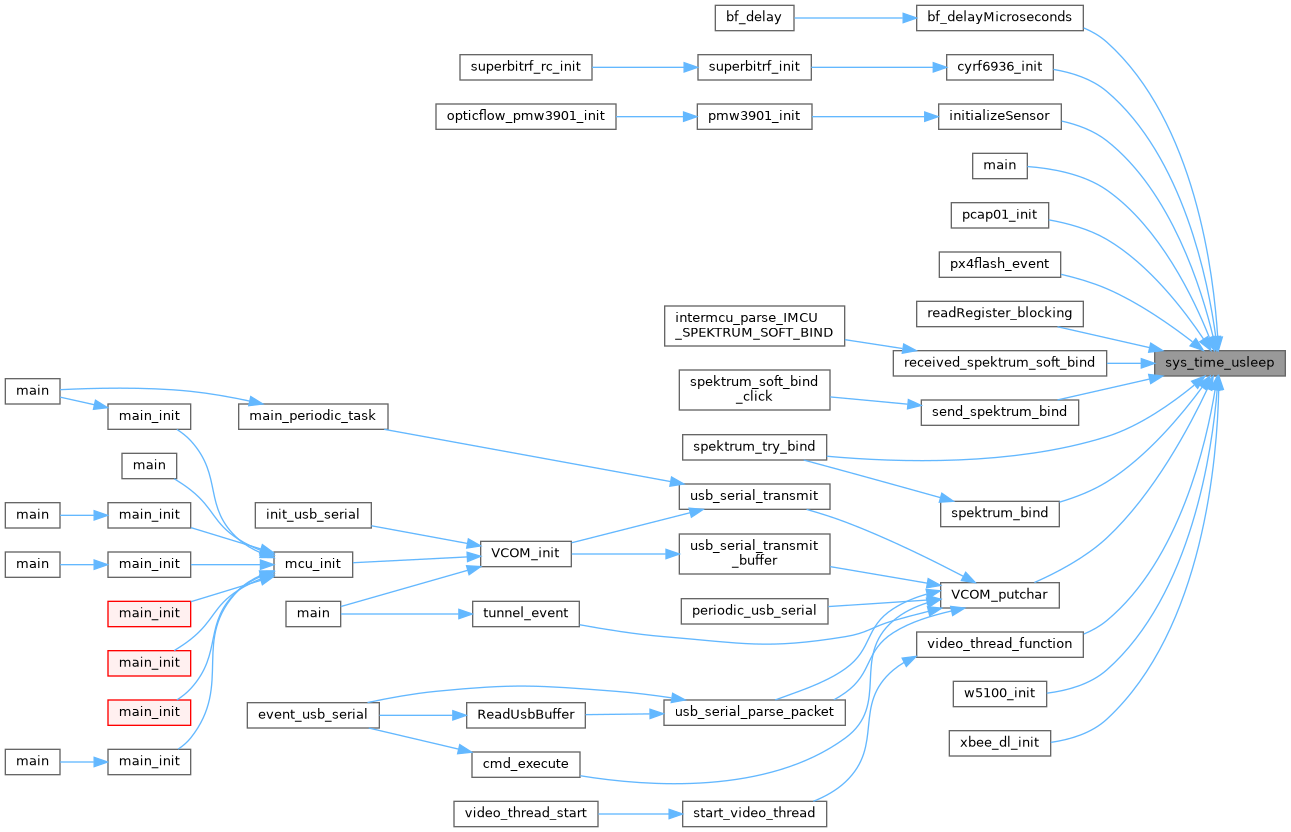 bf_delay
bf_delayMicroseconds
superbitrf_rc_init
superbitrf_init
cyrf6936_init
opticflow_pmw3901_init
pmw3901_init
initializeSensor
main
pcap01_init
px4flash_event
readRegister_blocking
intermcu_parse_IMCU
_SPEKTRUM_SOFT_BIND
received_spektrum_soft_bind
sys_time_usleep
spektrum_soft_bind
_click
send_spektrum_bind
main
main_init
main_periodic_task
spektrum_try_bind
main
usb_serial_transmit
main
main_init
init_usb_serial
spektrum_bind
VCOM_init
usb_serial_transmit
_buffer
main
main_init
mcu_init
VCOM_putchar
main_init
main
tunnel_event
periodic_usb_serial
video_thread_function
main_init
w5100_init
main_init
event_usb_serial
ReadUsbBuffer
usb_serial_parse_packet
xbee_dl_init
main
main_init
cmd_execute
video_thread_start
start_video_thread